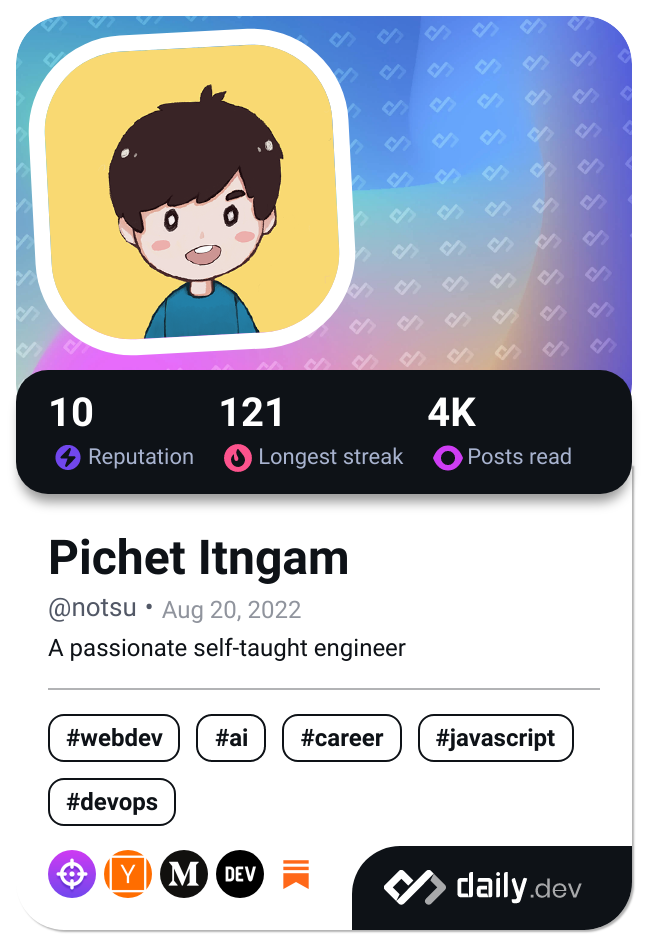 10 121 4K
Reputation Longest streak Posts read
Pichet Itngam
@notsu • Aug 20, 2022
A passionate self-taught engineer
#webdev #ai #career #javascript
#devops
Y M DEV
daily.dev